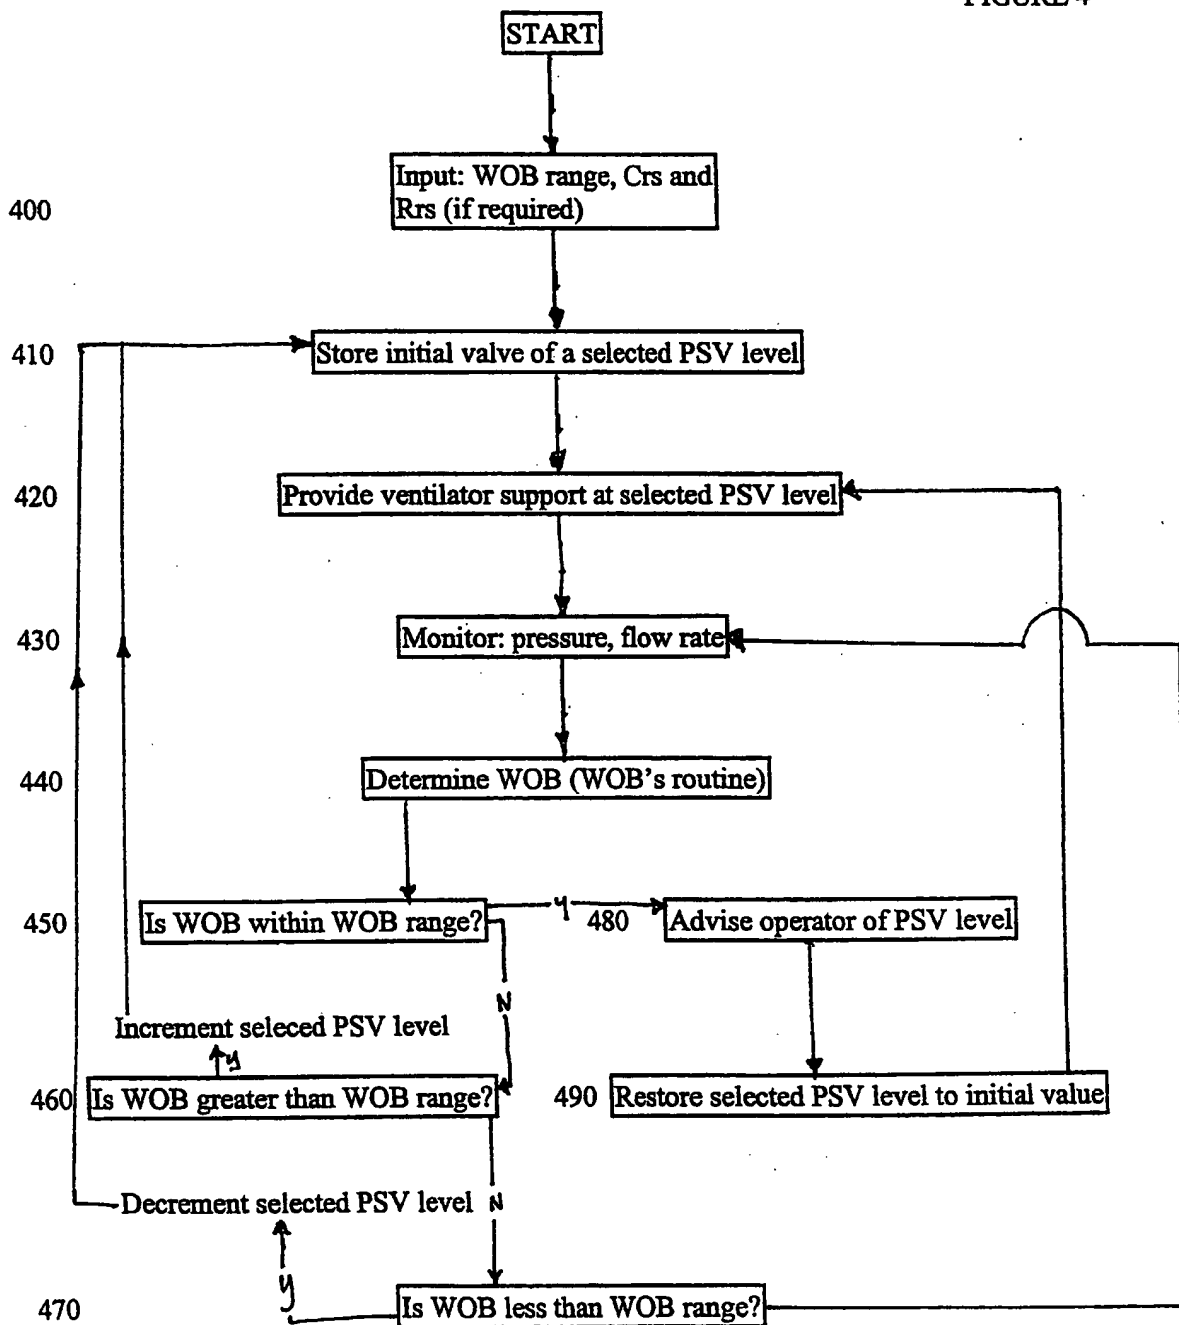 FIGURE 4
START
Input: WOB range, Crs and
Rrs (if required)
400
Store initial valve of a selected PSV level
410
Provide ventilator support at selected PSV level
420
Monitor: pressure, flow rate
430
Determine WOB (WOB's routine)
440
Is WOB within WOB range?
450
y
480
Advise operator of PSV level
N
Increment seleced PSV level
y
460
Is WOB greater than WOB range?
490
Restore selected PSV level to initial value
Decrement selected PSV level
N
y
470
Is WOB less than WOB range?